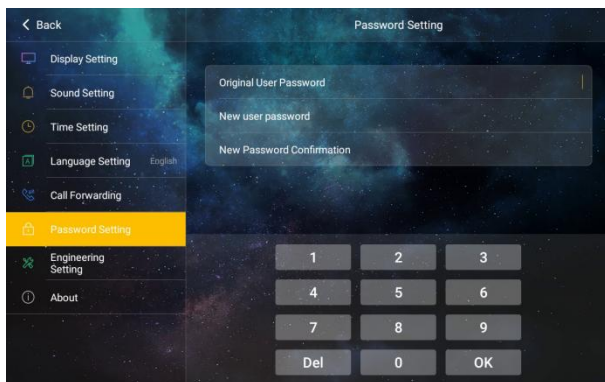 Back
Password Setting
Display Setting
Sound Setting
Time Setting
Language Setting English
Call Forwarding
Password Setting
Engineering
Setting
About
Original User Password
New user password
New Password Confirmation
1 2 3
4 5 6
7 8 9
Del 0 OK